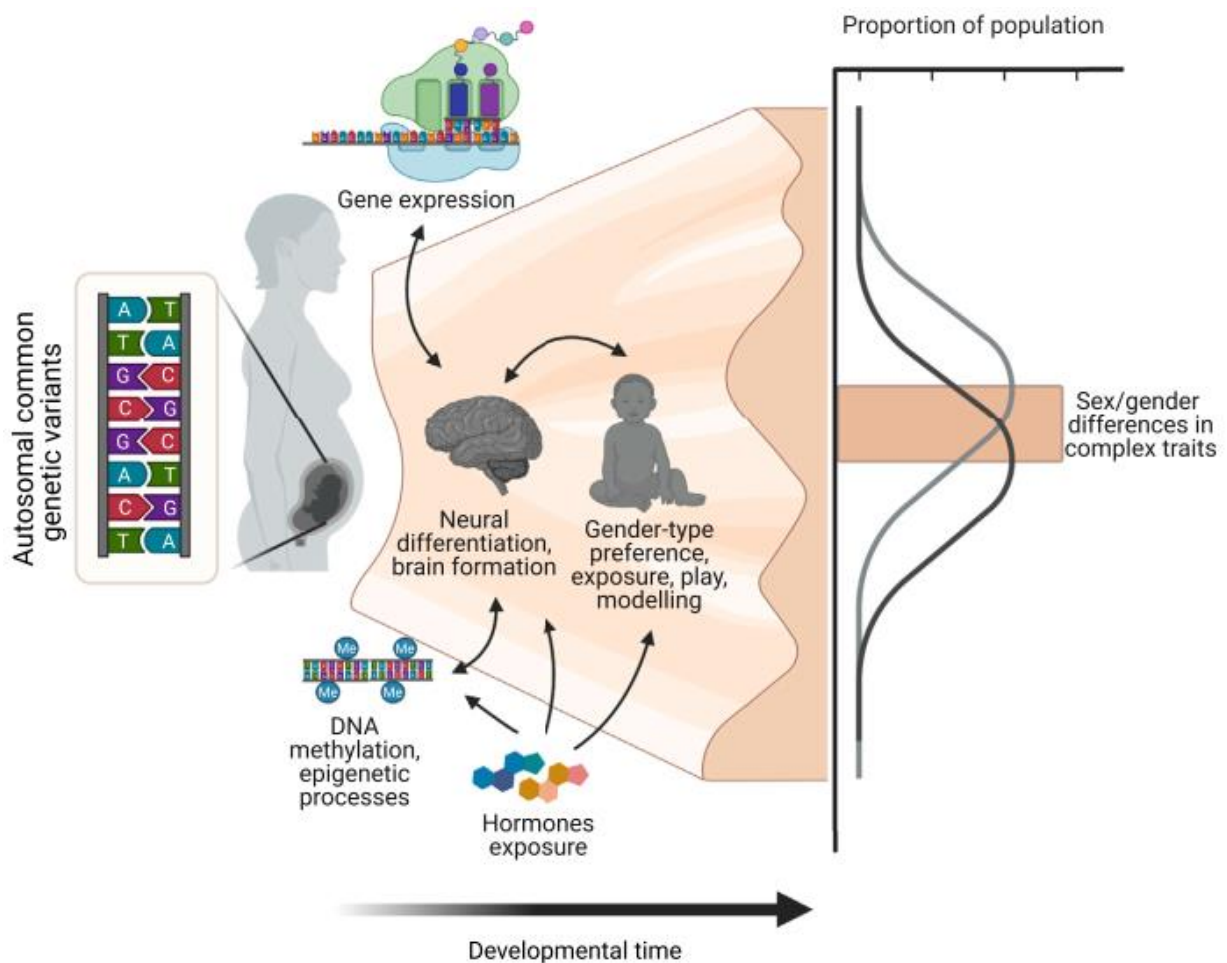 Proportion of population
Gene expression
Autosomal common
genetic variants
A T
T A
G C
C G
G C
A T
C G
T A
Sex/gender
differences in
complex traits
Neural
differentiation,
brain formation
Gender-type
preference,
exposure, play,
modelling
Me Me
Me Me
DNA
methylation,
epigenetic
processes
Hormones
exposure
Developmental time